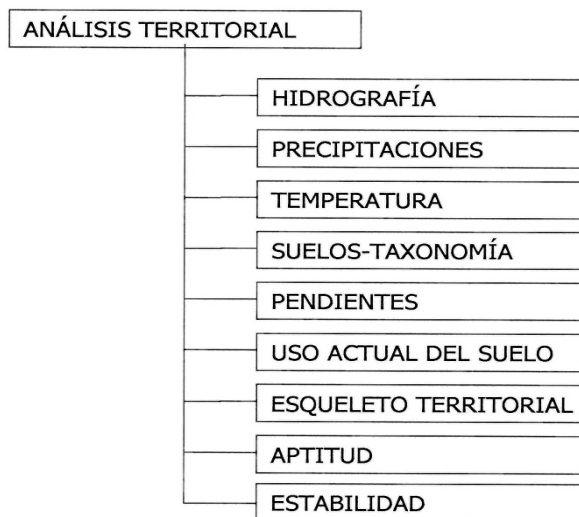 ANÁLISIS TERRITORIAL
HIDROGRAFÍA
PRECIPITACIONES
TEMPERATURA
SUELOS-TAXONOMÍA
PENDIENTES
USO ACTUAL DEL SUELO
ESQUELETO TERRITORIAL
APTITUD
ESTABILIDAD